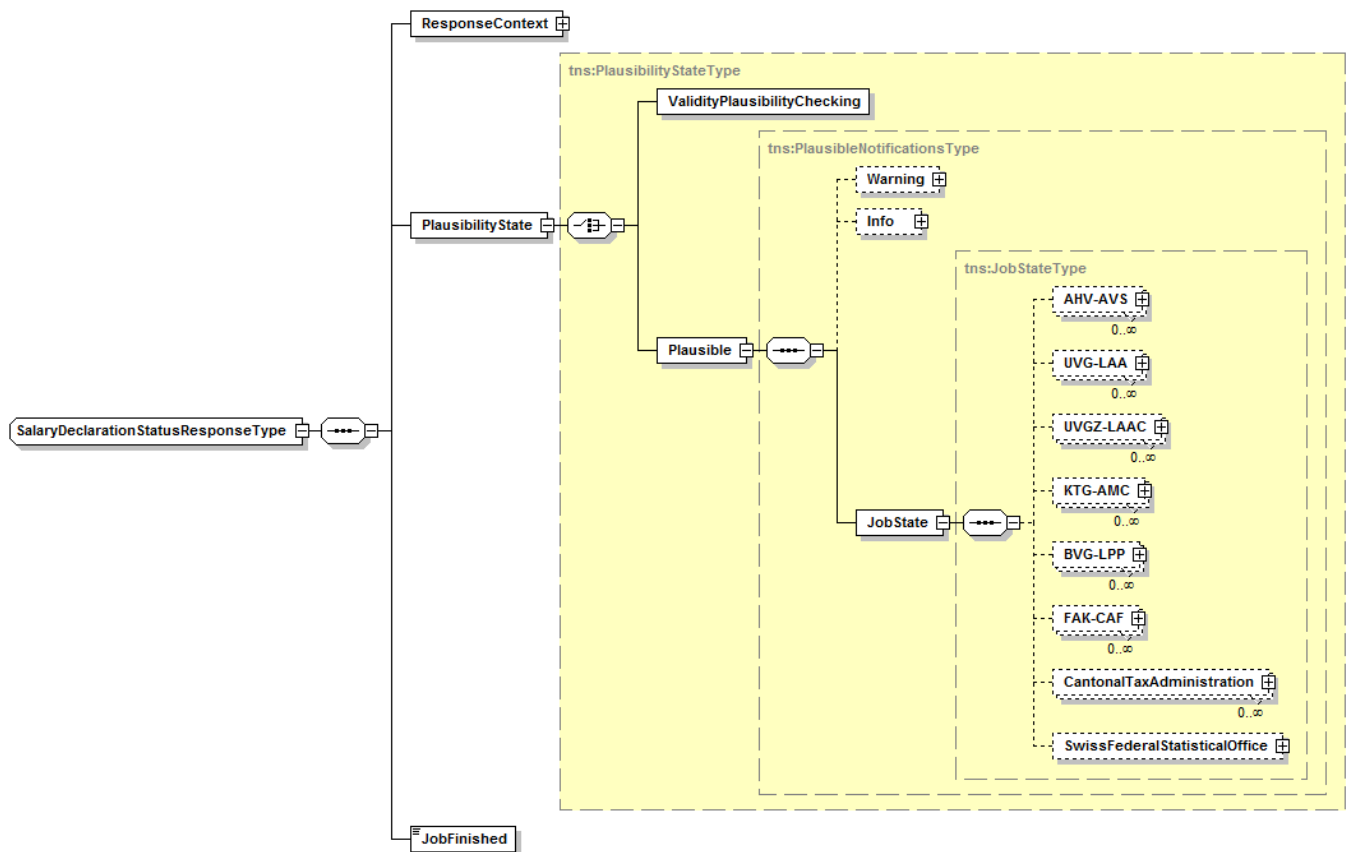 ResponseContext
tns:PlausibilityStateType
ValidityPlausibilityChecking
tns:PlausibleNotificationsType
Warning
Info
PlausibilityState
tns:JobStateType
AHV-AVS
0..∞
UVG-LAA
0..∞
Plausible
UVGZ-LAAC
0..∞
SalaryDeclarationStatusResponseType
KTG-AMC
0..∞
JobState
BVG-LPP
0..∞
FAK-CAF
0..∞
CantonalTaxAdministration
0..∞
SwissFederalStatisticalOffice
JobFinished